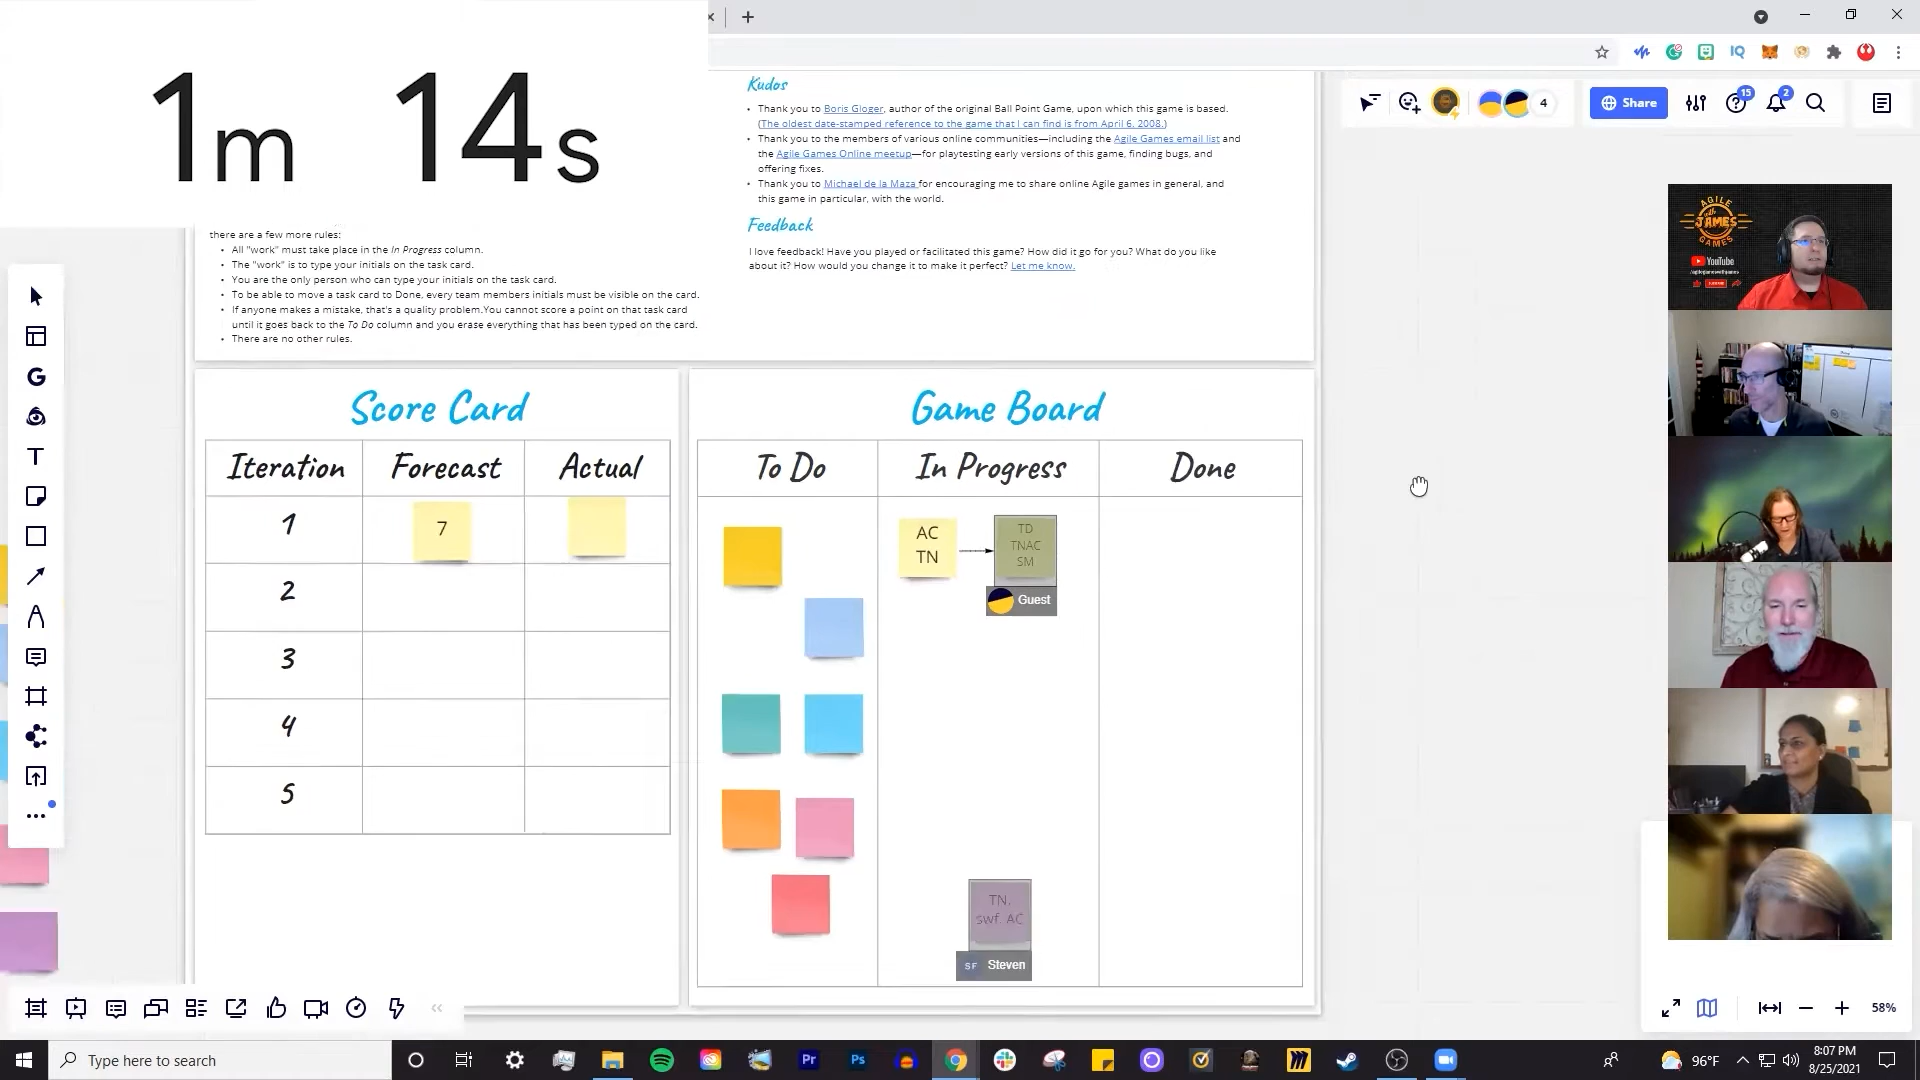 1m 14s
Kudos
• Thank you to Boris Gloger, author of the original Ball Point Game, upon which this game is based.
(The oldest date-stamped reference to the game that I can find is from April 6, 2008.)
• Thank you to the members of various online communities—including the Agile Games email list and
the Agile Games Online meetup—for playtesting early versions of this game, finding bugs, and
offering fixes.
• Thank you to Michael de la Maza for encouraging me to share online Agile games in general, and
this game in particular, with the world.
Feedback
I love feedback! Have you played or facilitated this game? How did it go for you? What do you like
about it? How would you change it to make it perfect? Let me know.
there are a few more rules:
• All "work" must take place in the In Progress column.
• The "work" is to type your initials on the task card.
• You are the only person who can type your initials on the task card.
• To be able to move a task card to Done, every team members initials must be visible on the card.
• If anyone makes a mistake, that's a quality problem.You cannot score a point on that task card
until it goes back to the To Do column and you erase everything that has been typed on the card.
• There are no other rules.
4
Share
15
2
AGILE
with
JAMES
GAMES
YouTube
/agilegameswithjames
SUBSCRIBE
Score Card
Iteration Forecast Actual
1 7
2
3
4
5
Game Board
To Do In Progress Done
AC
TN
TD
TNAC
SM
Guest
TN,
swf. AC
SF Steven
58%
Type here to search
Pr
Ps
96°F
8:07 PM
8/25/2021